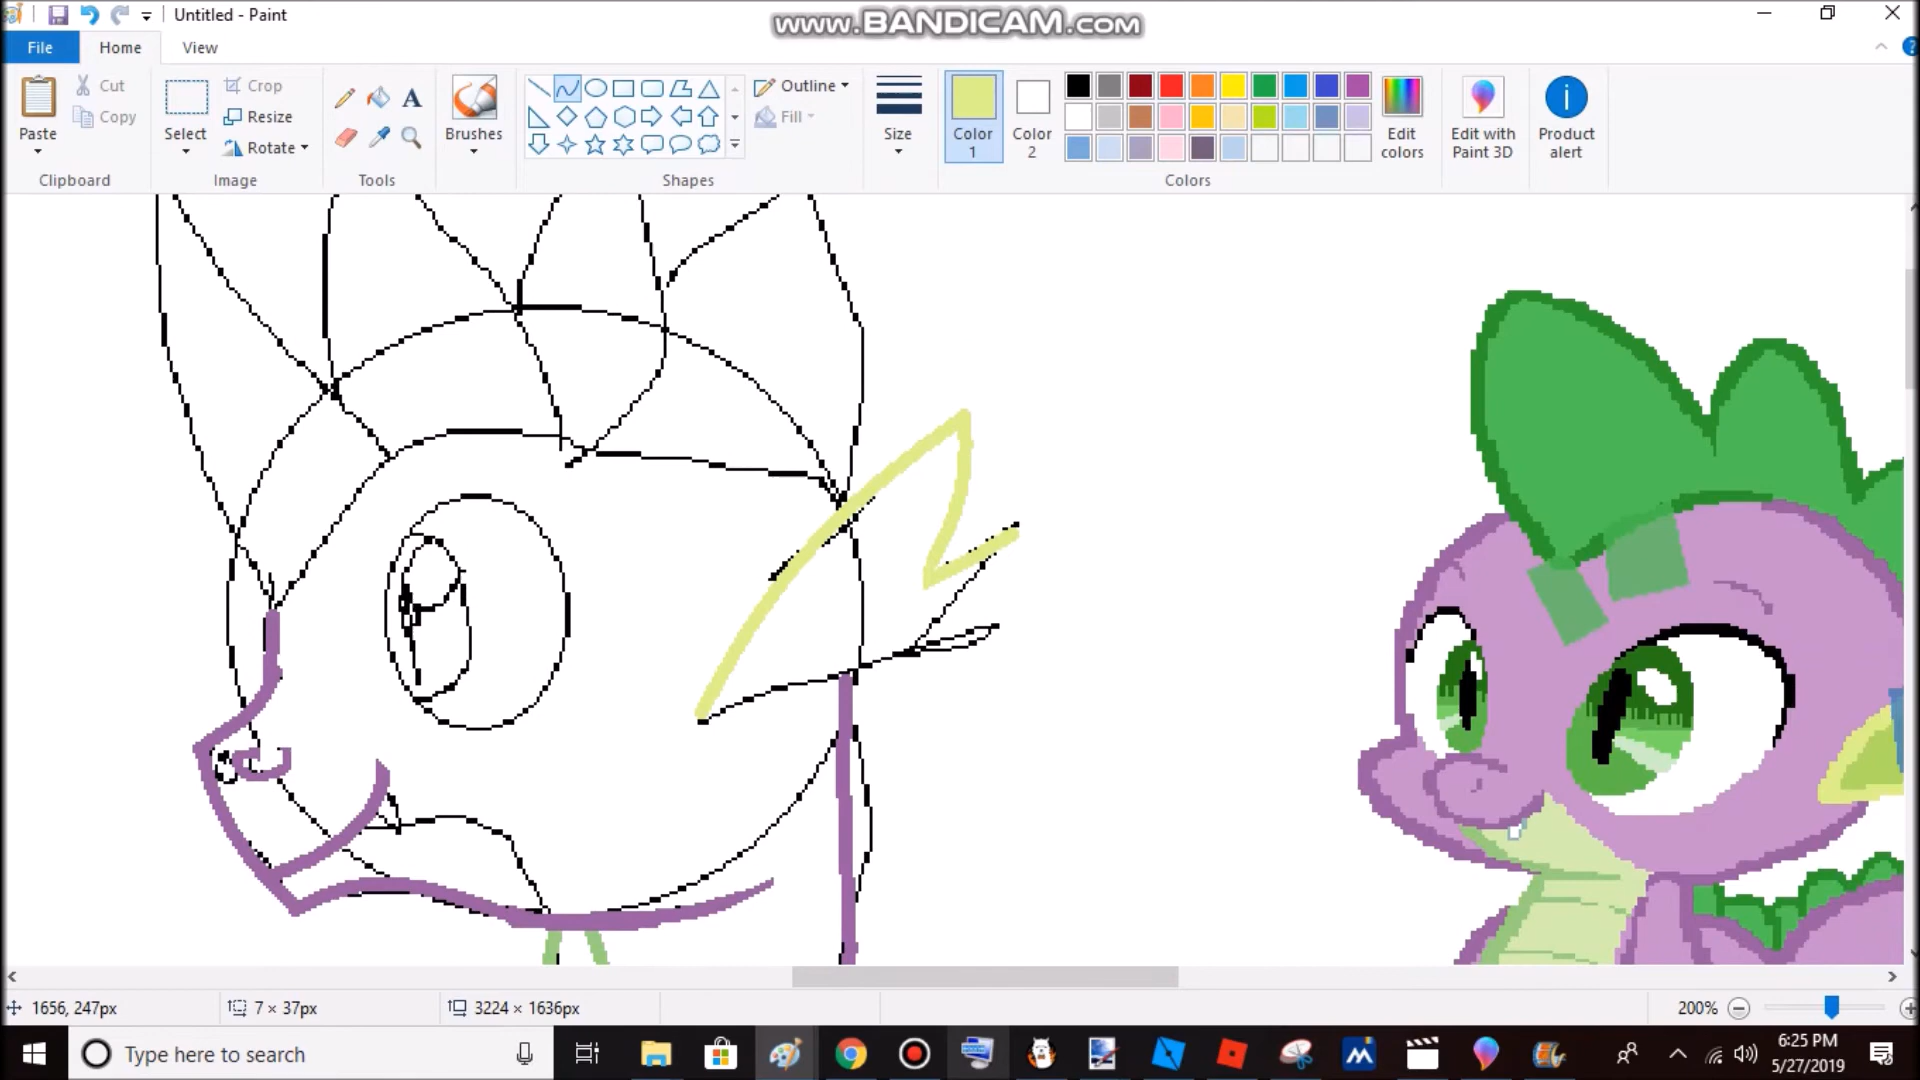 Untitled - Paint
www.BANDICAM.com
File Home View
Paste
Cut
Copy
Clipboard
Select
Crop
Resize
Rotate
Image
Tools
Brushes
Shapes
Outline
Fill
Size
Color 1
Color 2
Edit colors
Colors
Edit with Paint 3D
Product alert
1656, 247px
7 × 37px
3224 × 1636px
200%
Type here to search
6:25 PM
5/27/2019